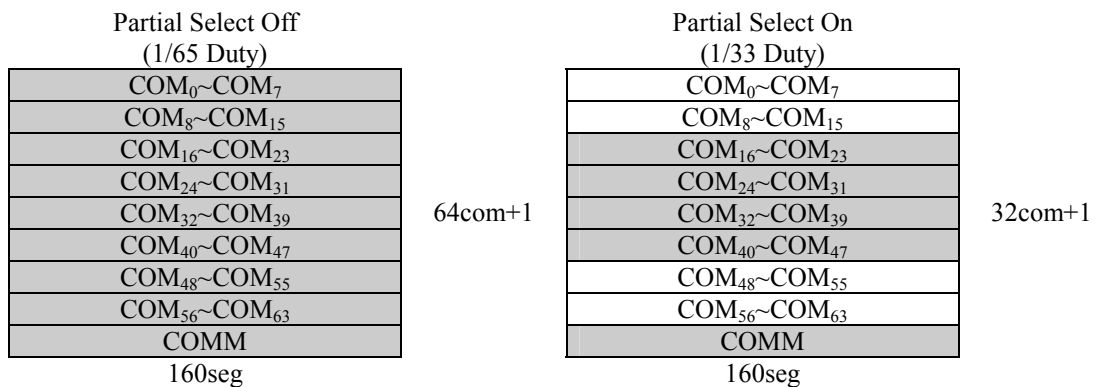 Partial Select Off
(1/65 Duty)
COM₀~COM₇
COM₈~COM₁₅
COM₁₆~COM₂₃
COM₂₄~COM₃₁
COM₃₂~COM₃₉
COM₄₀~COM₄₇
COM₄₈~COM₅₅
COM₅₆~COM₆₃
COMM
160seg
64com+1
Partial Select On
(1/33 Duty)
COM₀~COM₇
COM₈~COM₁₅
COM₁₆~COM₂₃
COM₂₄~COM₃₁
COM₃₂~COM₃₉
COM₄₀~COM₄₇
COM₄₈~COM₅₅
COM₅₆~COM₆₃
COMM
160seg
32com+1